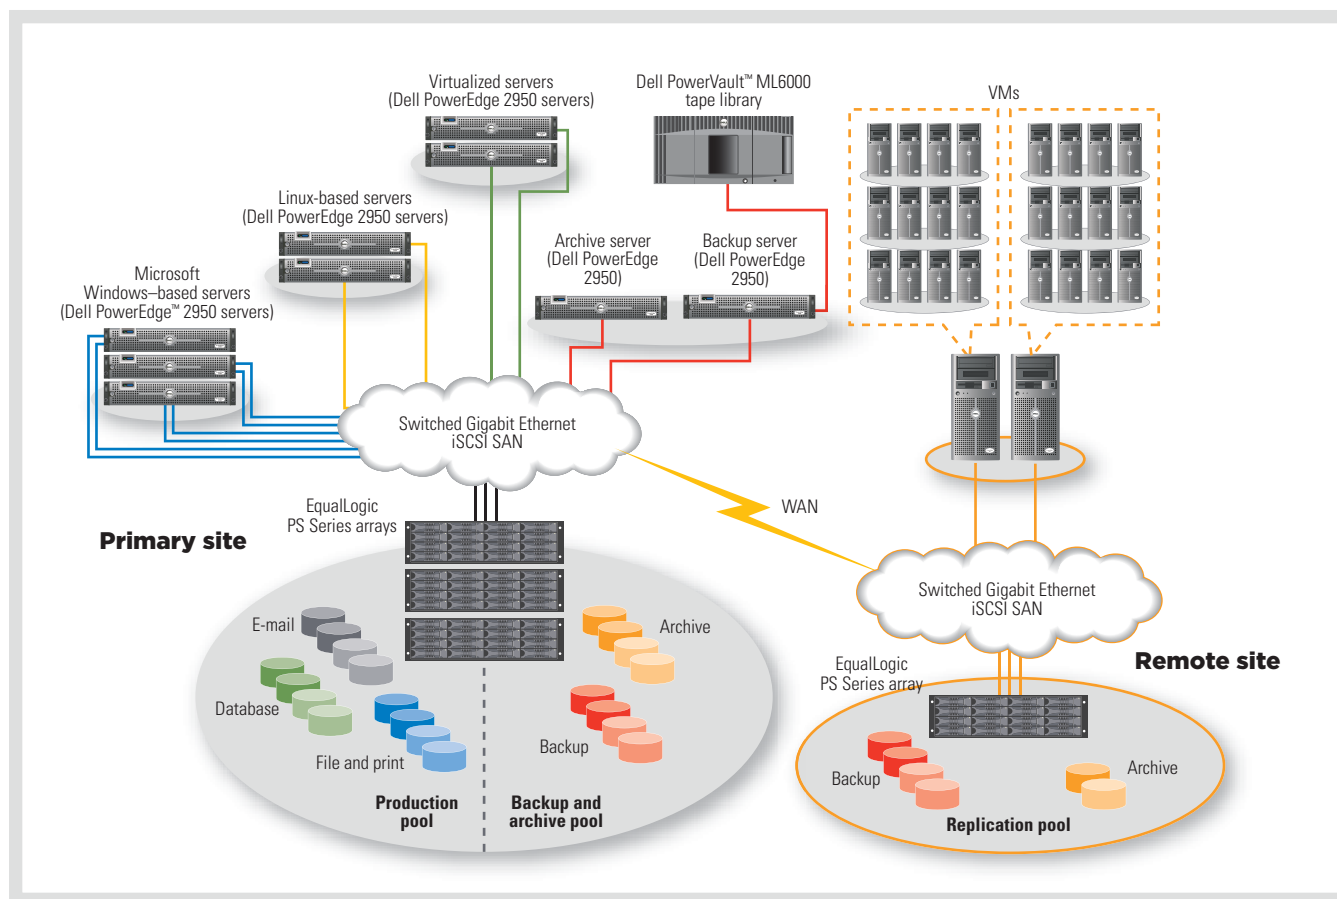 Virtualized servers
(Dell PowerEdge 2950 servers)
Dell PowerVault™ ML6000
tape library
VMs
Linux-based servers
(Dell PowerEdge 2950 servers)
Archive server
(Dell PowerEdge
2950)
Backup server
(Dell PowerEdge
2950)
Microsoft
Windows–based servers
(Dell PowerEdge™ 2950 servers)
Switched Gigabit Ethernet
iSCSI SAN
EqualLogic
PS Series arrays
WAN
Primary site
Switched Gigabit Ethernet
iSCSI SAN
E-mail
Archive
Remote site
EqualLogic
PS Series array
Database
Backup
File and print
Backup
Archive
Production
pool
Backup and
archive pool
Replication pool